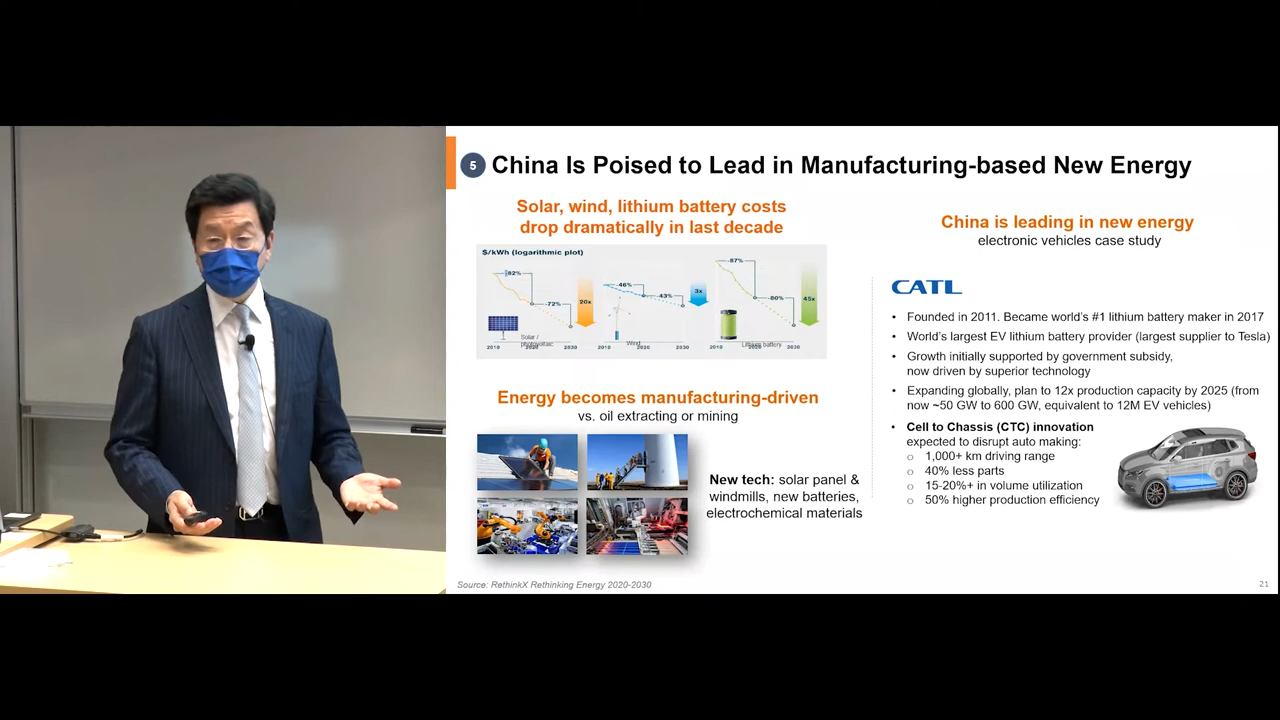 5
China Is Poised to Lead in Manufacturing-based New Energy
Solar, wind, lithium battery costs
drop dramatically in last decade
$/kWh (logarithmic plot)
-82%
-72%
20x
Solar /
photovoltaic
2010 2020 2030
-46%
-43%
3x
Wind
2010 2020 2030
-87%
-80%
45x
Lithium battery
2010 2020 2030
Energy becomes manufacturing-driven
vs. oil extracting or mining
New tech: solar panel &
windmills, new batteries,
electrochemical materials
China is leading in new energy
electronic vehicles case study
CATL
• Founded in 2011. Became world's #1 lithium battery maker in 2017
• World's largest EV lithium battery provider (largest supplier to Tesla)
• Growth initially supported by government subsidy,
now driven by superior technology
• Expanding globally, plan to 12x production capacity by 2025 (from
now ~50 GW to 600 GW, equivalent to 12M EV vehicles)
• Cell to Chassis (CTC) innovation
expected to disrupt auto making:
o 1,000+ km driving range
o 40% less parts
o 15-20%+ in volume utilization
o 50% higher production efficiency
Source: RethinkX Rethinking Energy 2020-2030
21